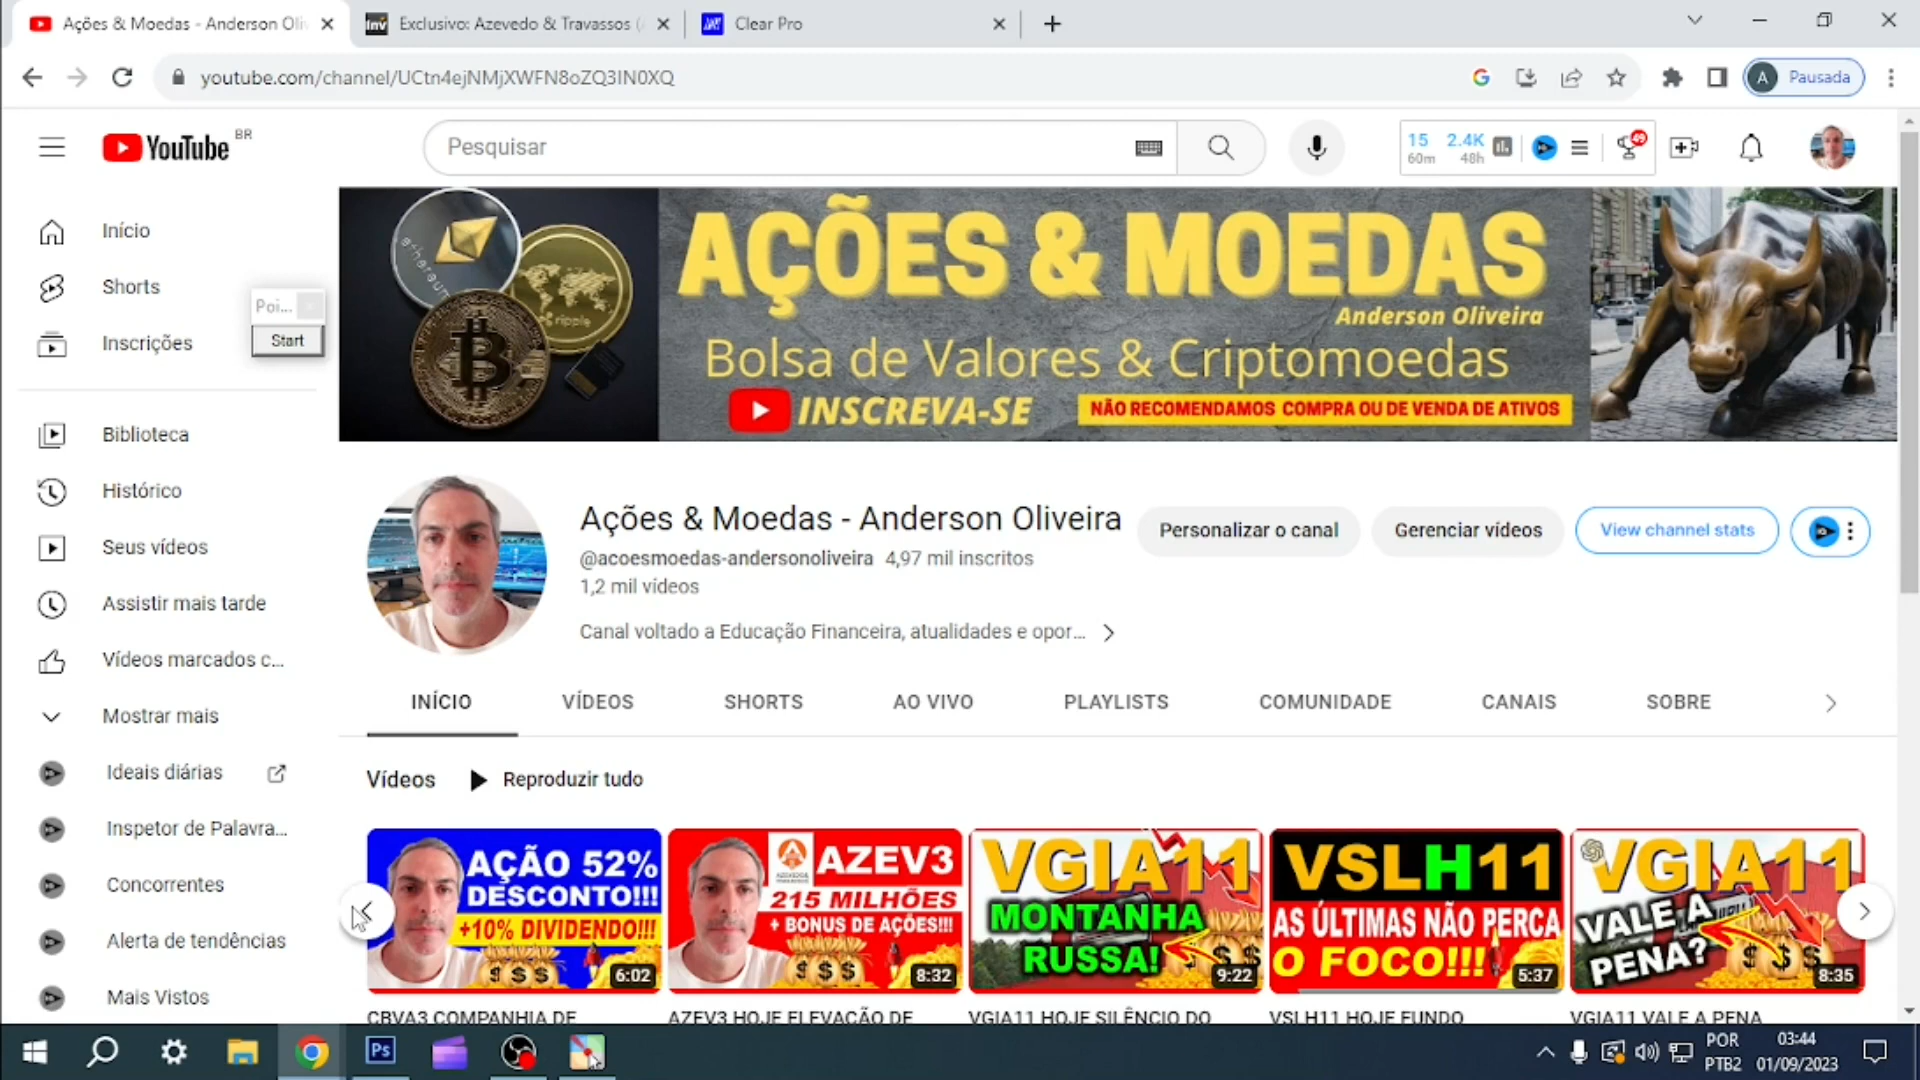 Ações & Moedas - Anderson Oli
Exclusivo: Azevedo & Travassos (
Clear Pro
youtube.com/channel/UCtn4ejNMjXWFN8oZQ3IN0XQ
A
Pausada
YouTube BR
Pesquisar
15 2.4K
60m 48h
Início
Shorts
Inscrições
Poi...
Start
Biblioteca
Histórico
Seus vídeos
Assistir mais tarde
Vídeos marcados c...
Mostrar mais
Ideais diárias
Inspetor de Palavra...
Concorrentes
Alerta de tendências
Mais Vistos
ethereum
ripple
AÇÕES & MOEDAS
Anderson Oliveira
Bolsa de Valores & Criptomoedas
INSCREVA-SE
NÃO RECOMENDAMOS COMPRA OU DE VENDA DE ATIVOS
Ações & Moedas - Anderson Oliveira
@acoesmoedas-andersonoliveira 4,97 mil inscritos
1,2 mil vídeos
Canal voltado a Educação Financeira, atualidades e opor...
Personalizar o canal
Gerenciar vídeos
View channel stats
INÍCIO
VÍDEOS
SHORTS
AO VIVO
PLAYLISTS
COMUNIDADE
CANAIS
SOBRE
Vídeos
Reproduzir tudo
AÇÃO 52%
DESCONTO!!!
+10% DIVIDENDO!!!
6:02
AZEV3
215 MILHÕES
+ BONUS DE AÇÕES!!!
8:32
VGIA11
MONTANHA
RUSSA!
9:22
VSLH11
AS ÚLTIMAS NÃO PERCA
O FOCO!!!
5:37
VGIA11
VALE A
PENA?
8:35
CBVA3 COMPANHIA DE
AZEV3 HOJE ELEVAÇÃO DE
VGIA11 HOJE SILÊNCIO DO
VSLH11 HOJE FUNDO
VGIA11 VALE A PENA
Ps
POR
PTB2
03:44
01/09/2023